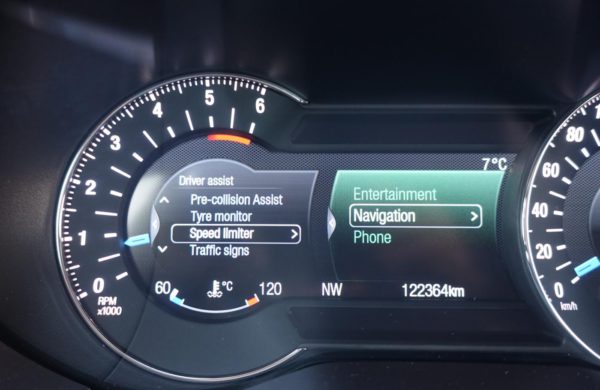 5
6
4
3
2
1
0
RPM
x1000
7°C
Driver assist
Pre-collision Assist
Tyre monitor
Speed limiter >
Traffic signs
Entertainment
Navigation >
Phone
60 °C 120
NW 122364km
80
60
40
20
0
km/h